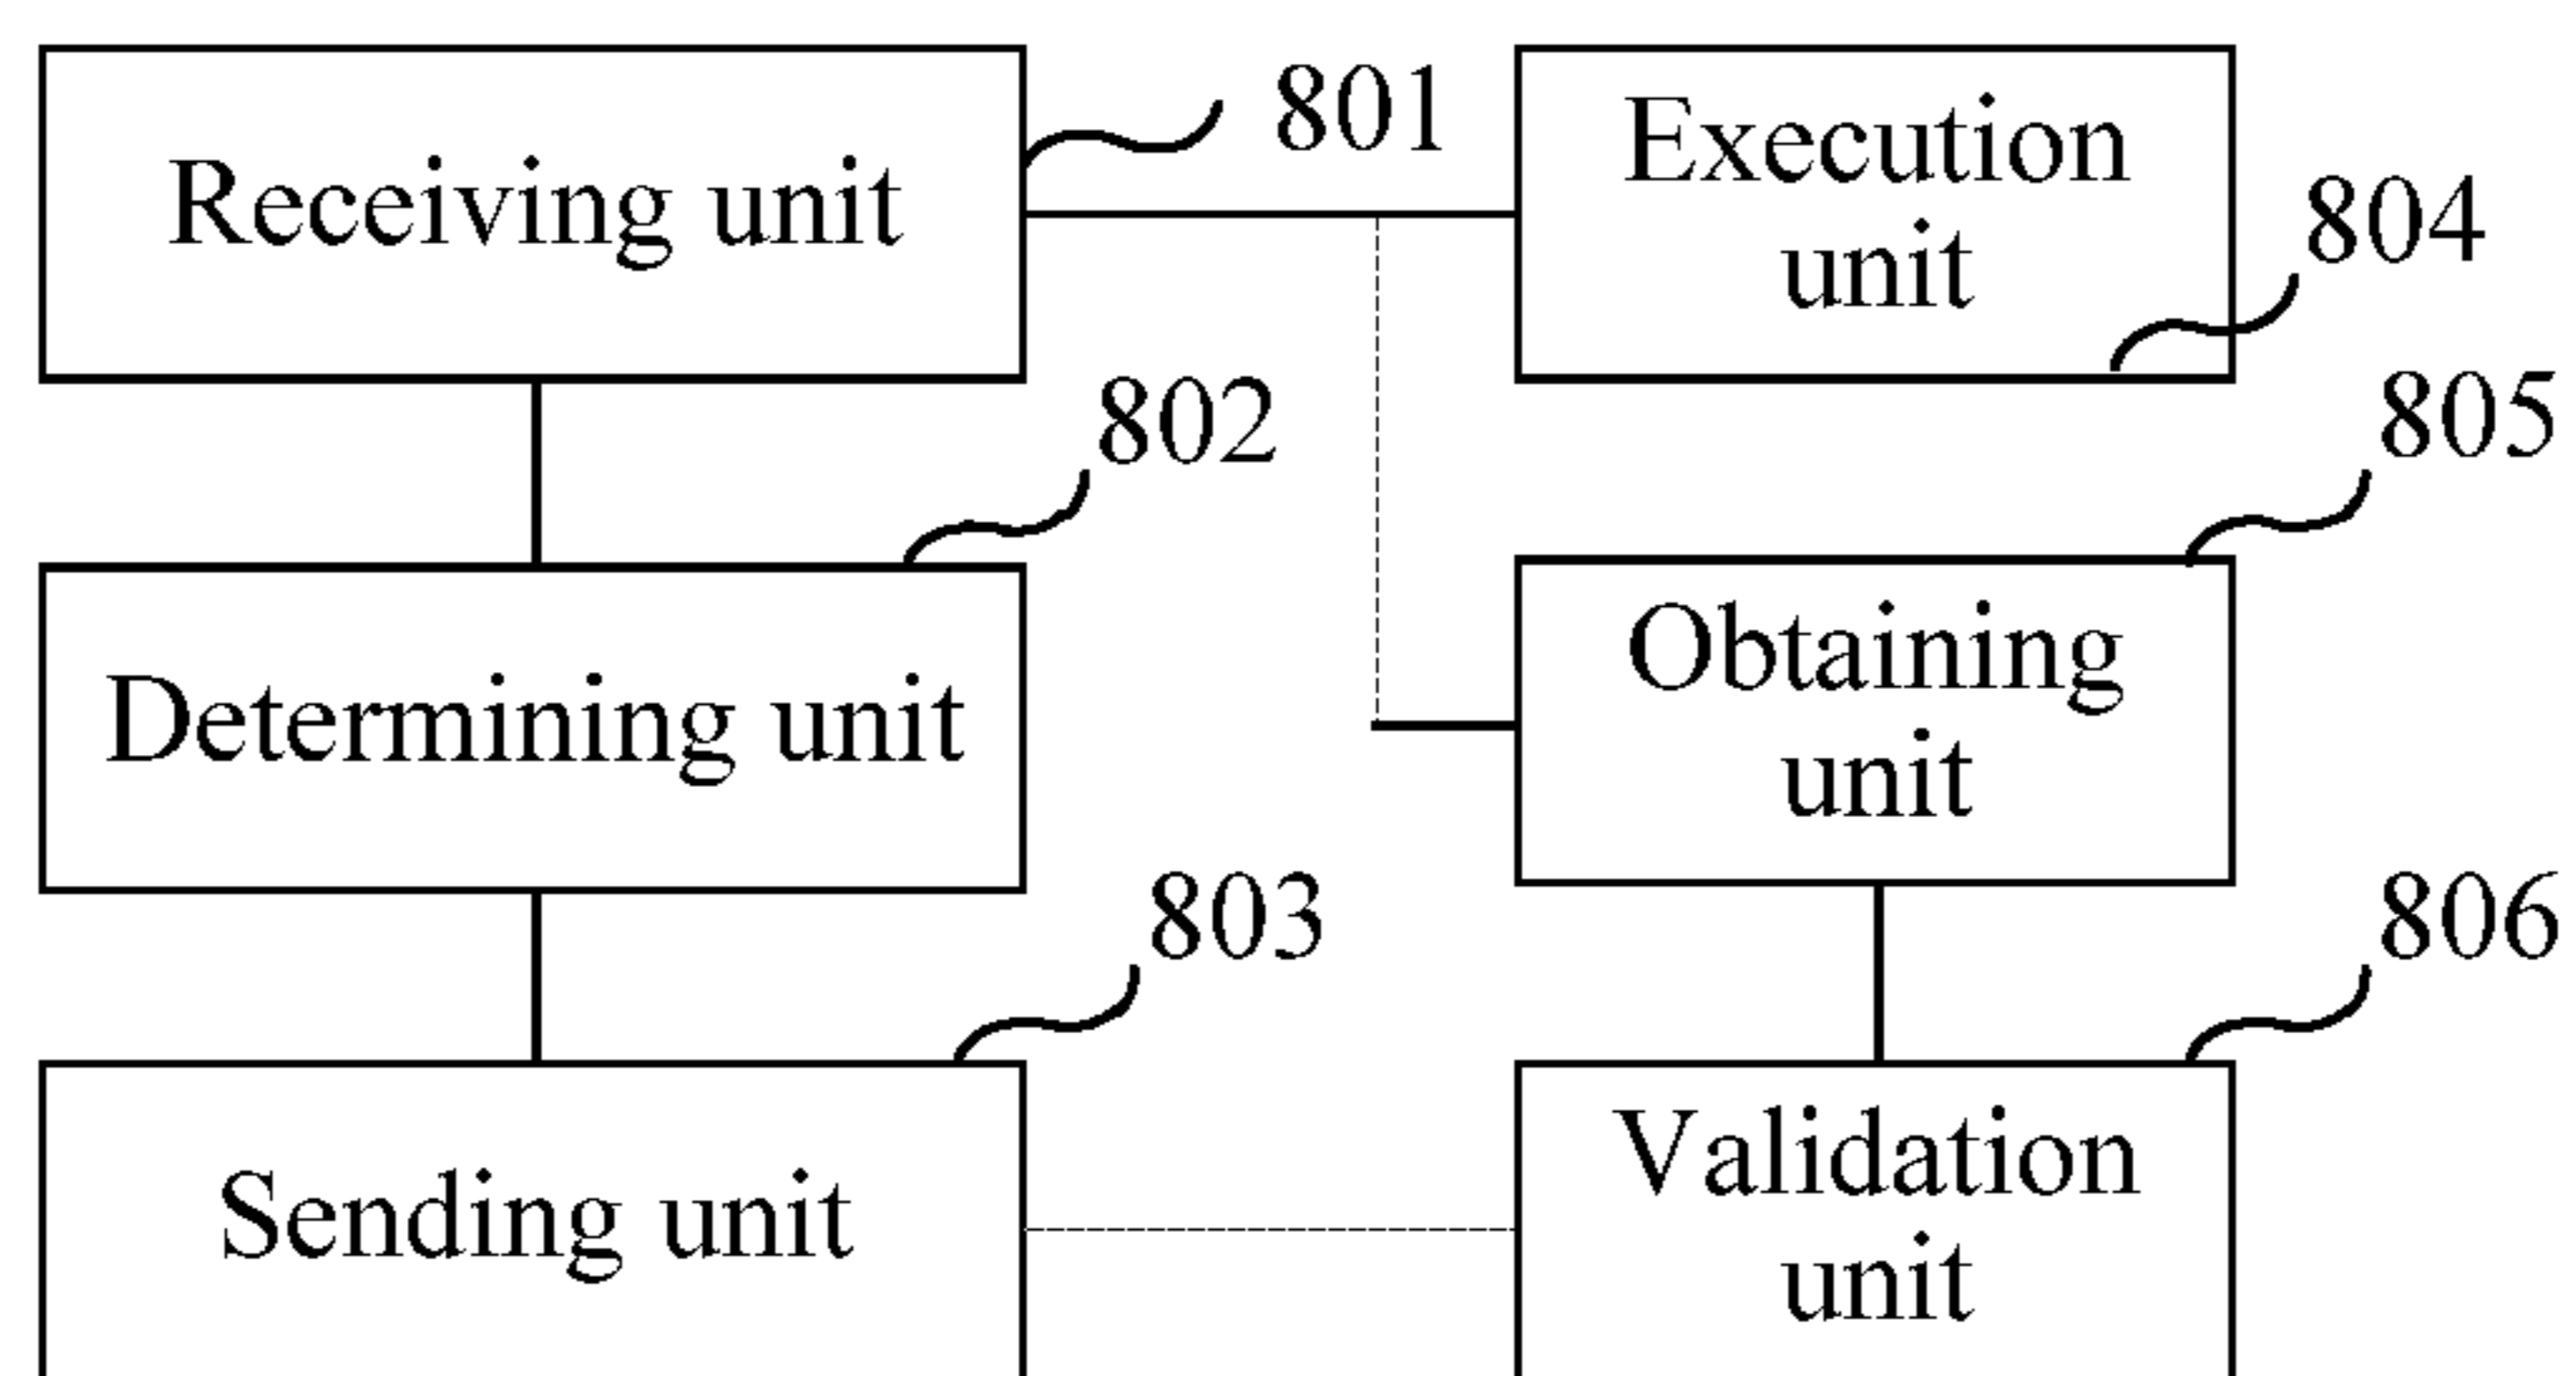 Receiving unit
801
Execution
unit
804
802
805
Determining unit
Obtaining
unit
803
806
Sending unit
Validation
unit